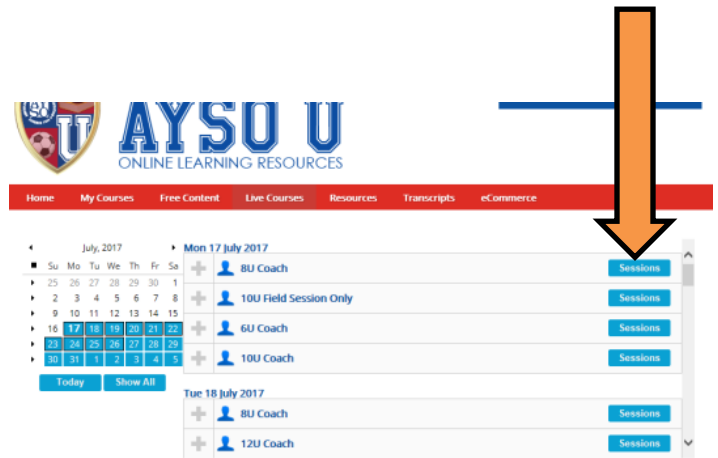 AYSO U
ONLINE LEARNING RESOURCES
Home My Courses Free Content Live Courses Resources Transcripts eCommerce
July, 2017
Su Mo Tu We Th Fr Sa
25 26 27 28 29 30 1
2 3 4 5 6 7 8
9 10 11 12 13 14 15
16 17 18 19 20 21 22
23 24 25 26 27 28 29
30 31 1 2 3 4 5
Today Show All
Mon 17 July 2017
8U Coach Sessions
10U Field Session Only Sessions
6U Coach Sessions
10U Coach Sessions
Tue 18 July 2017
8U Coach Sessions
12U Coach Sessions